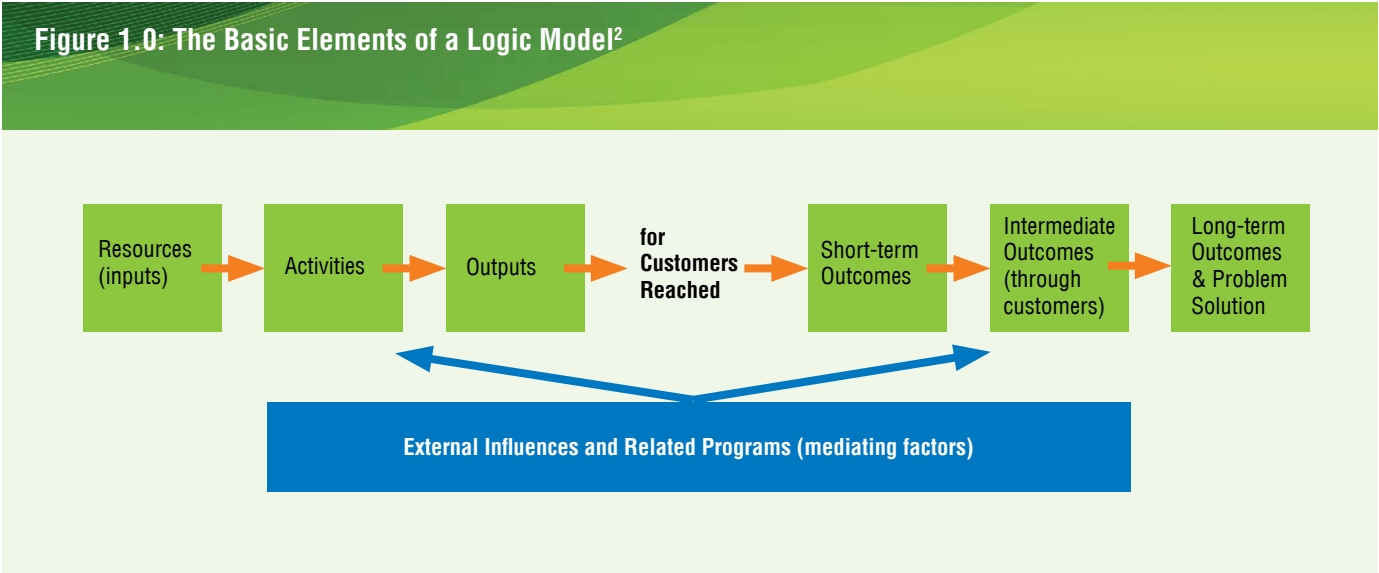 Figure 1.0: The Basic Elements of a Logic Model²
Resources
(inputs)
Activities
Outputs
for
Customers
Reached
Short-term
Outcomes
Intermediate
Outcomes
(through
customers)
Long-term
Outcomes
& Problem
Solution
External Influences and Related Programs (mediating factors)